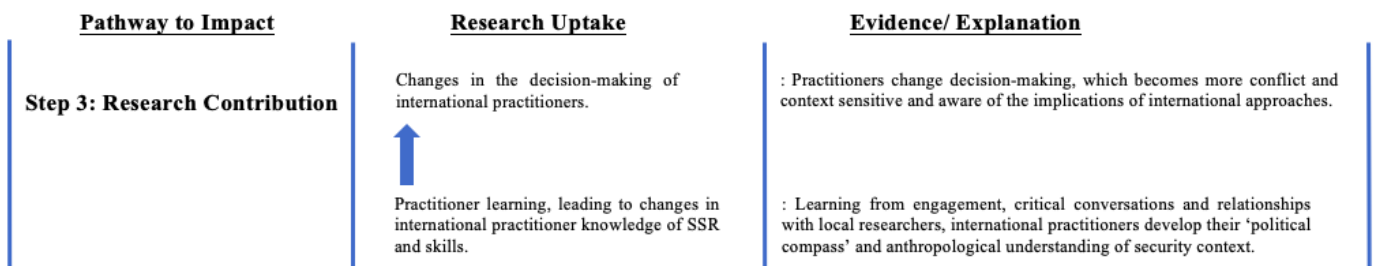 Pathway to Impact
Research Uptake
Evidence/ Explanation
Step 3: Research Contribution
Changes in the decision-making of
international practitioners.
: Practitioners change decision-making, which becomes more conflict and
context sensitive and aware of the implications of international approaches.
Practitioner learning, leading to changes in
international practitioner knowledge of SSR
and skills.
: Learning from engagement, critical conversations and relationships
with local researchers, international practitioners develop their ‘political
compass’ and anthropological understanding of security context.